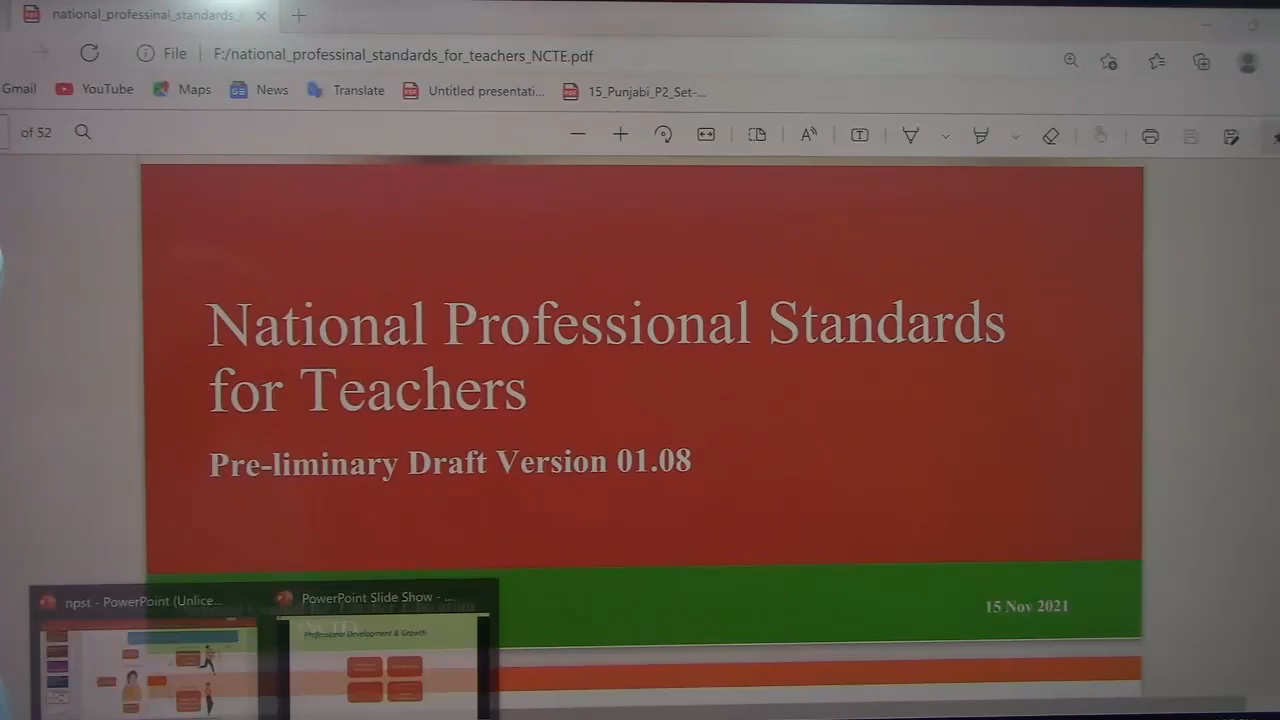 national_professinal_standards_
File
F:/national_professinal_standards_for_teachers_NCTE.pdf
Gmail
YouTube
Maps
News
Translate
Untitled presentati...
15_Punjabi_P2_Set-...
of 52
National Professional Standards
for Teachers
Pre-liminary Draft Version 01.08
15 Nov 2021
npst - PowerPoint (Unlice...
PowerPoint Slide Show - ...
Professional Development & Growth